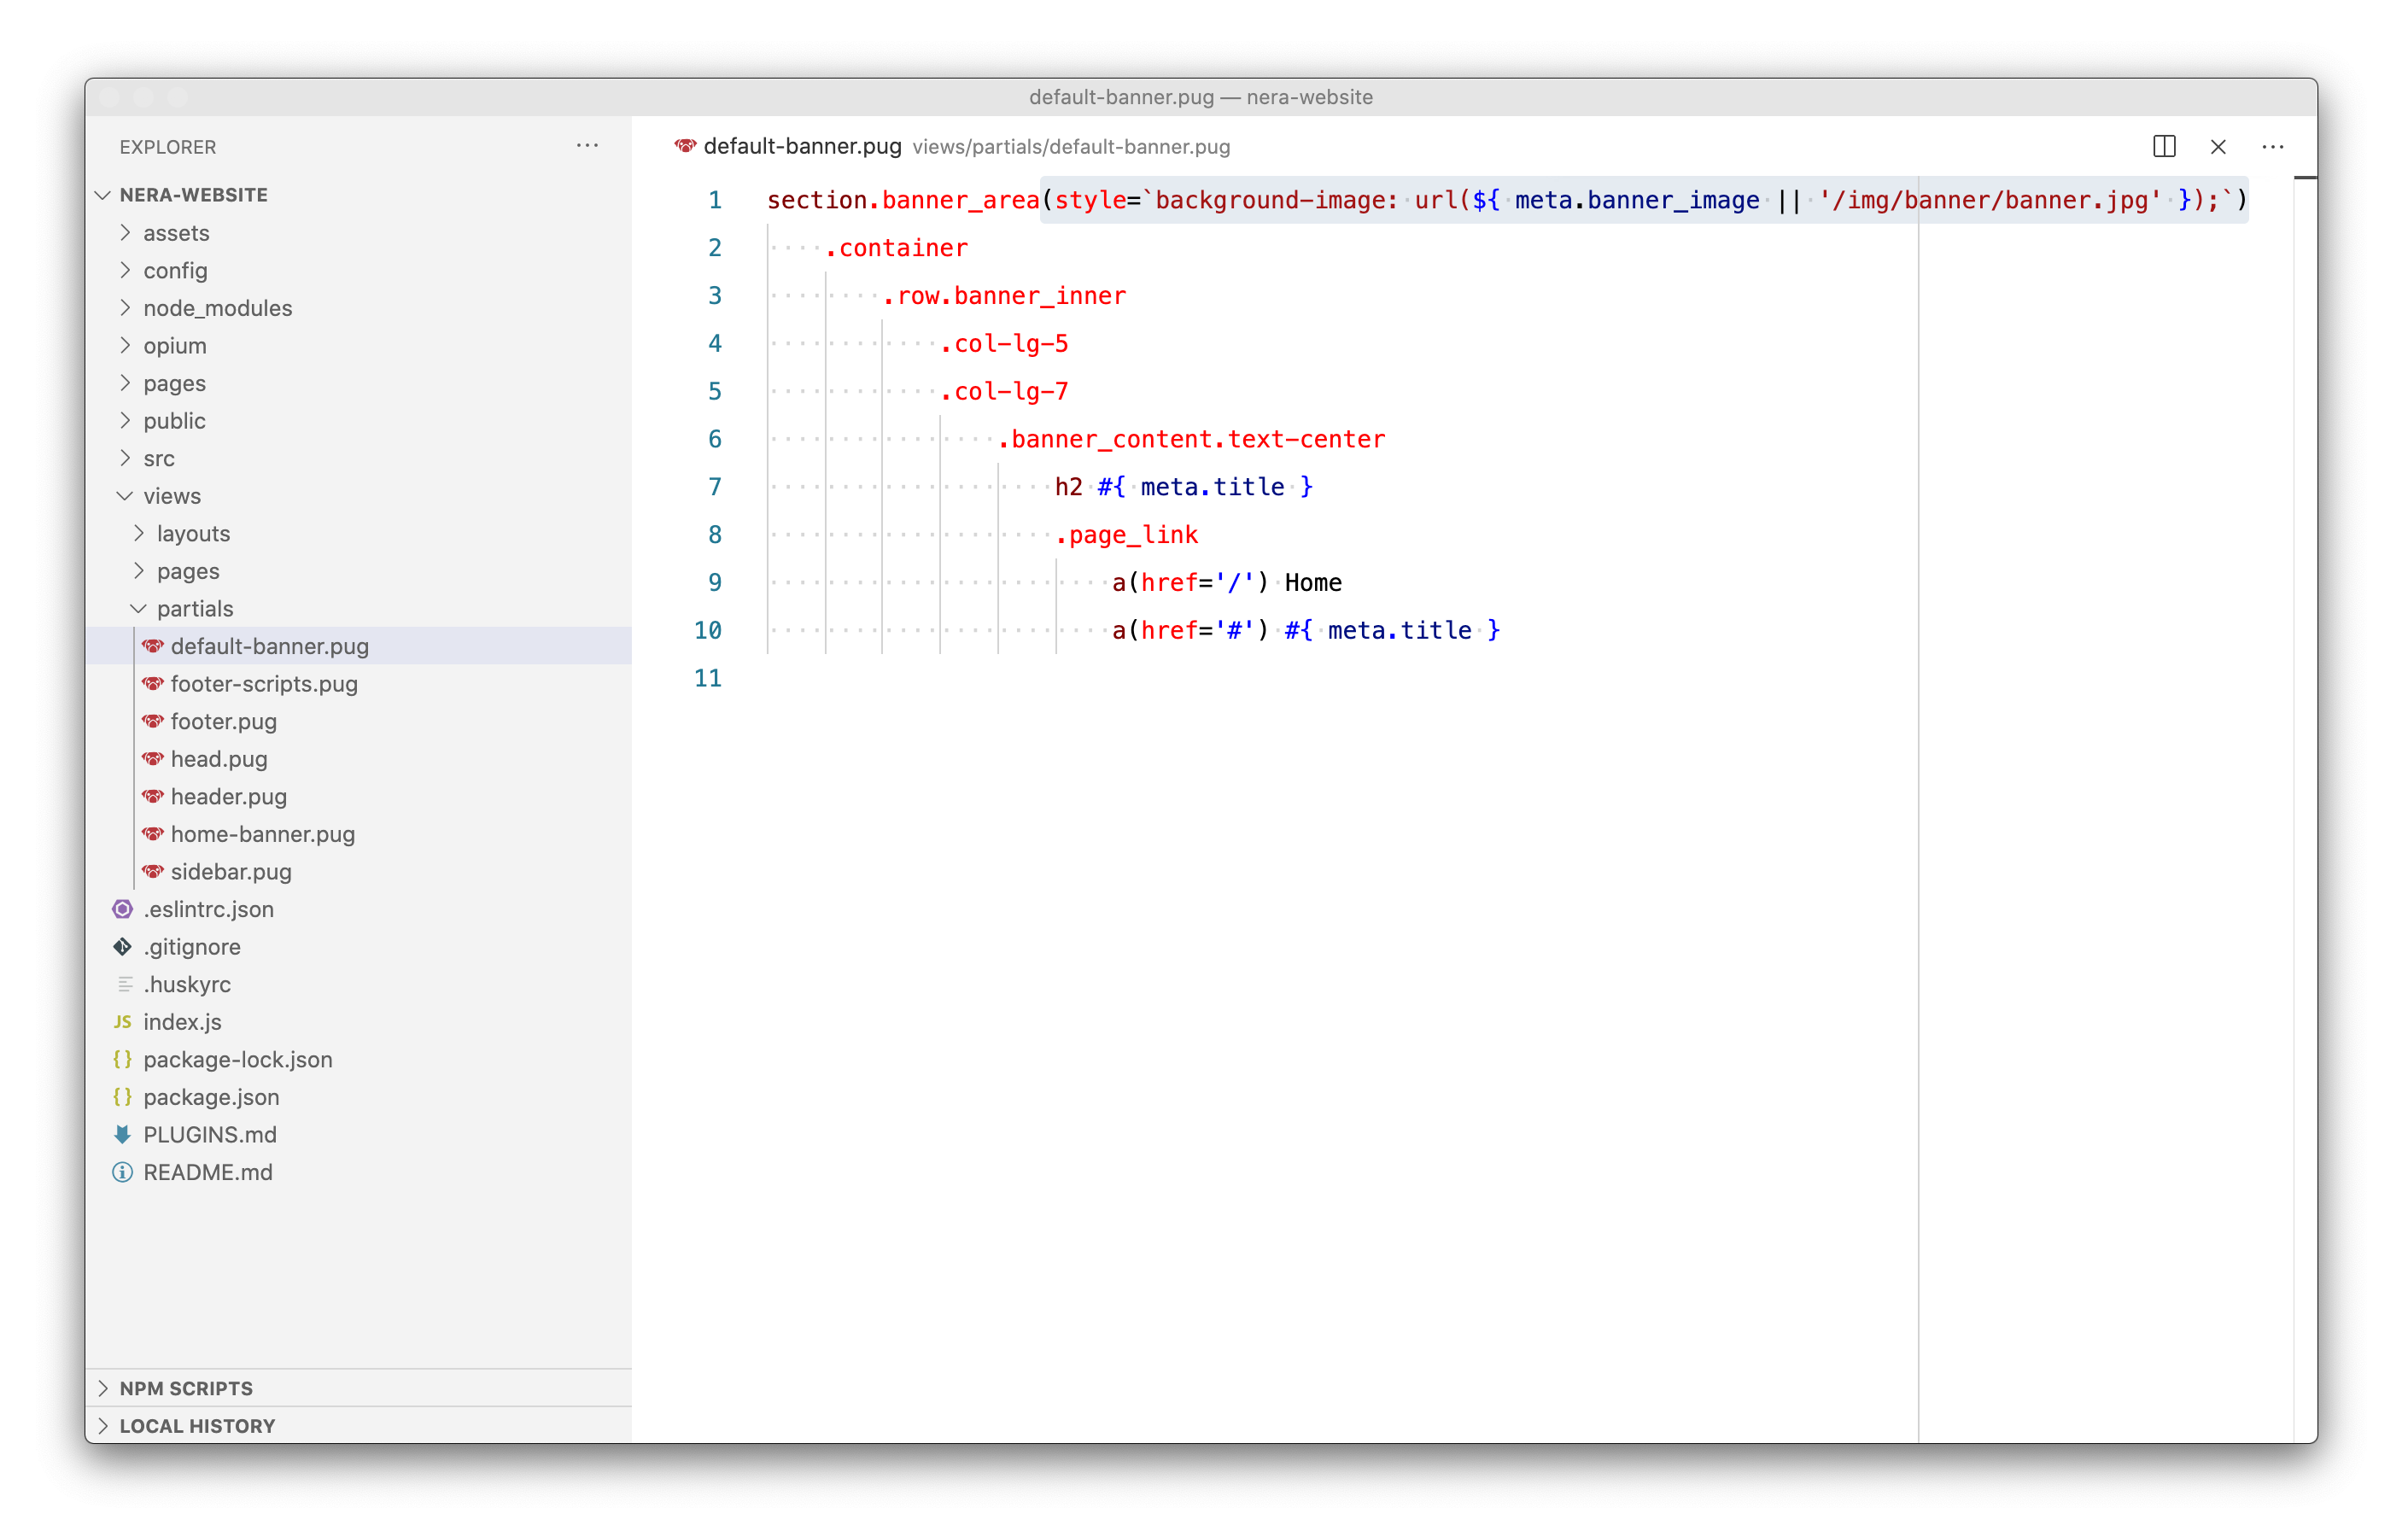 default-banner.pug — nera-website
EXPLORER
NERA-WEBSITE
assets
config
node_modules
opium
pages
public
src
views
layouts
pages
partials
default-banner.pug
footer-scripts.pug
footer.pug
head.pug
header.pug
home-banner.pug
sidebar.pug
.eslintrc.json
.gitignore
.huskyrc
JS index.js
{} package-lock.json
{} package.json
PLUGINS.md
README.md
NPM SCRIPTS
LOCAL HISTORY
default-banner.pug views/partials/default-banner.pug
1 section.banner_area(style=`background-image: url(${ meta.banner_image || '/img/banner/banner.jpg' });`)
2     .container
3         .row.banner_inner
4             .col-lg-5
5             .col-lg-7
6                 .banner_content.text-center
7                     h2 #{ meta.title }
8                     .page_link
9                         a(href='/') Home
10                         a(href='#') #{ meta.title }
11